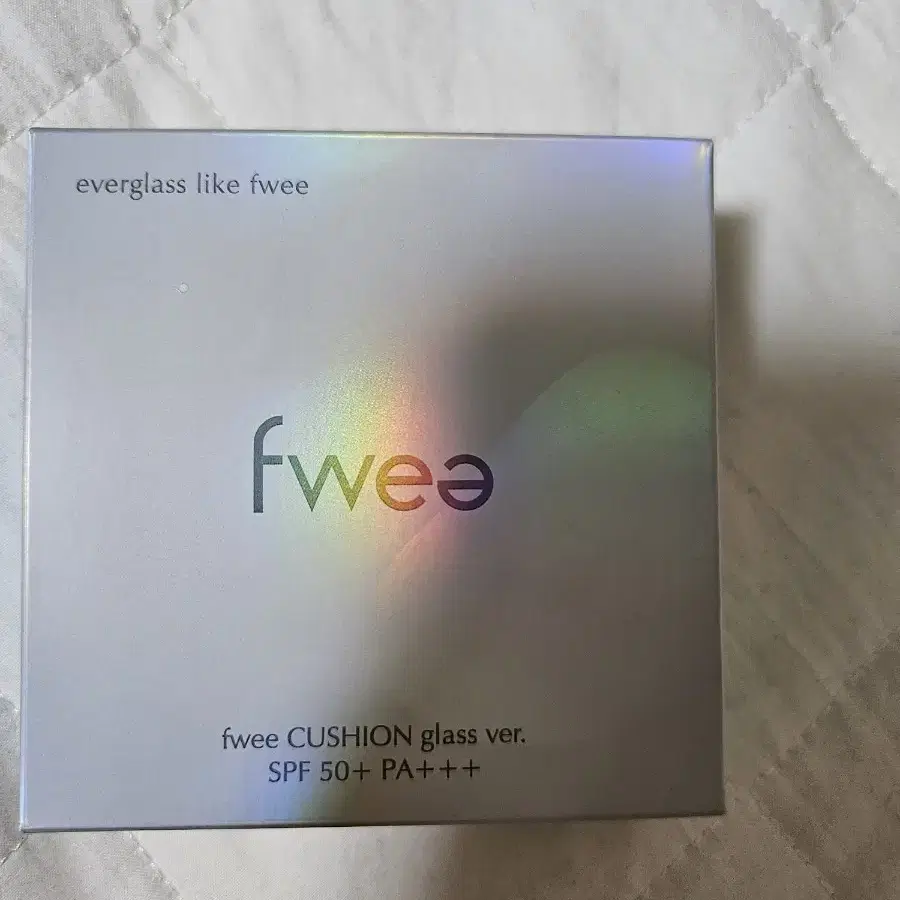 everglass like fwee
fwee
fwee CUSHION glass ver.
SPF 50+ PA+++